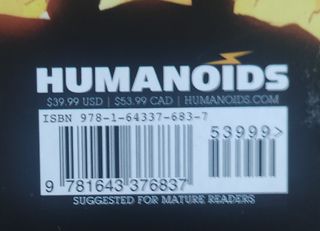 HUMANOIDS
$39.99 USD | $53.99 CAD | HUMANOIDS.COM
ISBN 978-1-64337-683-7
53999>
9 781643 376837
SUGGESTED FOR MATURE READERS